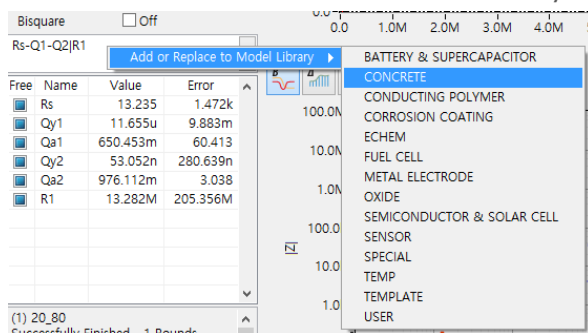 Bisquare Off
Rs-Q1-Q2|R1
Add or Replace to Model Library
Free Name Value Error
Rs 13.235 1.472k
Qy1 11.655u 9.883m
Qa1 650.453m 60.413
Qy2 53.052n 280.639n
Qa2 976.112m 3.038
R1 13.282M 205.356M
(1) 20_80
Successfully Finished 1 Rounds
0.0 1.0M 2.0M 3.0M 4.0M
100.0M
10.0M
1.0M
100.0
10.0
1.0
|Z|
BATTERY & SUPERCAPACITOR
CONCRETE
CONDUCTING POLYMER
CORROSION COATING
ECHEM
FUEL CELL
METAL ELECTRODE
OXIDE
SEMICONDUCTOR & SOLAR CELL
SENSOR
SPECIAL
TEMP
TEMPLATE
USER